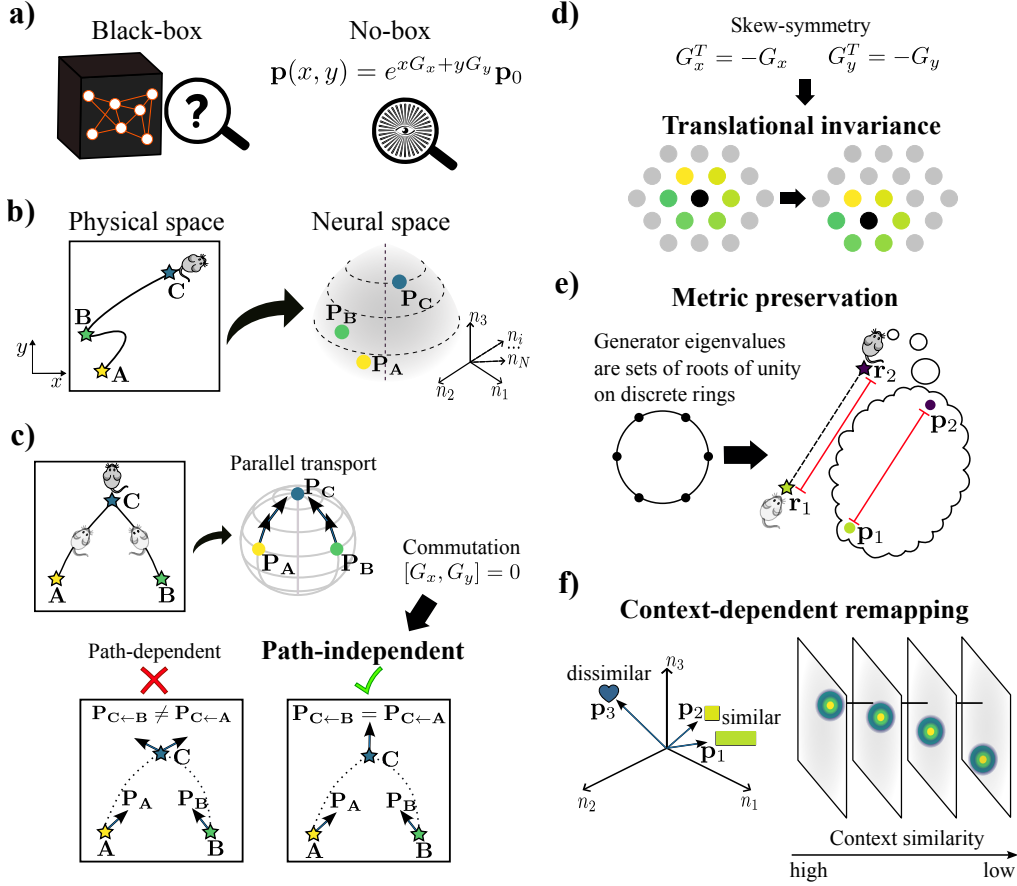 a)
Black-box
?
No-box
𝐩(x, y) = e^{xG_x+yG_y}𝐩_0
b)
Physical space
Neural space
C
B
A
y
x
P_C
P_B
P_A
n_3
n_i
...
n_N
n_2
n_1
c)
C
A
B
Parallel transport
P_C
P_A
P_B
Commutation
[G_x, G_y] = 0
Path-dependent
P_{C←B} ≠ P_{C←A}
C
P_A
P_B
A
B
Path-independent
P_{C←B} = P_{C←A}
C
P_A
P_B
A
B
d)
Skew-symmetry
G_x^T = −G_x
G_y^T = −G_y
Translational invariance
e)
Metric preservation
Generator eigenvalues
are sets of roots of unity
on discrete rings
r_2
p_2
r_1
p_1
f)
Context-dependent remapping
n_3
dissimilar
p_3
p_2
similar
p_1
n_2
n_1
Context similarity
high
low